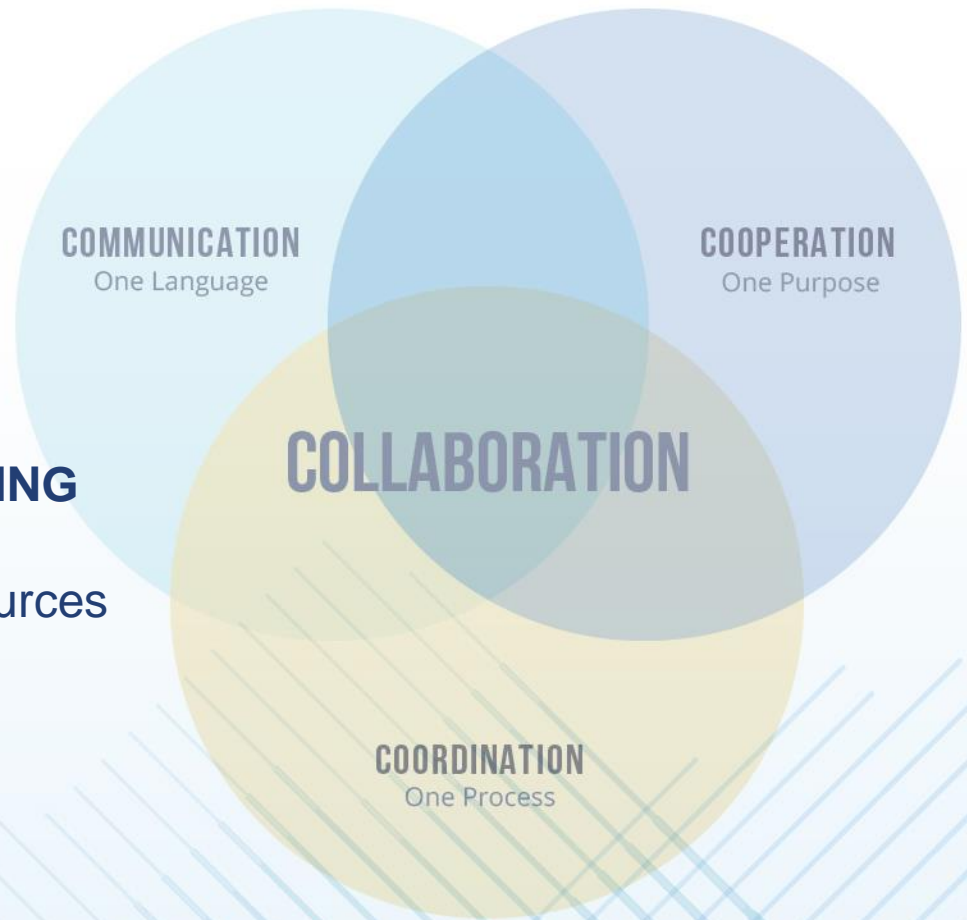 COMMUNICATION
One Language
COOPERATION
One Purpose
COLLABORATION
ING
urces
COORDINATION
One Process